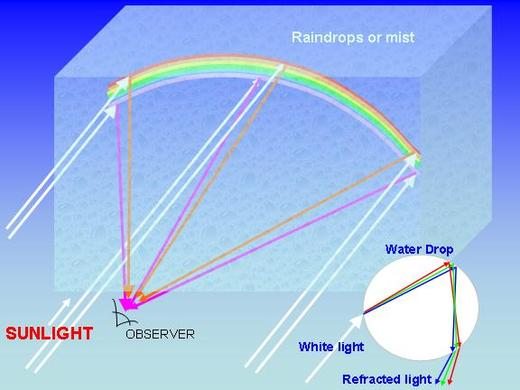 Raindrops or mist
Water Drop
SUNLIGHT
OBSERVER
White light
Refracted light